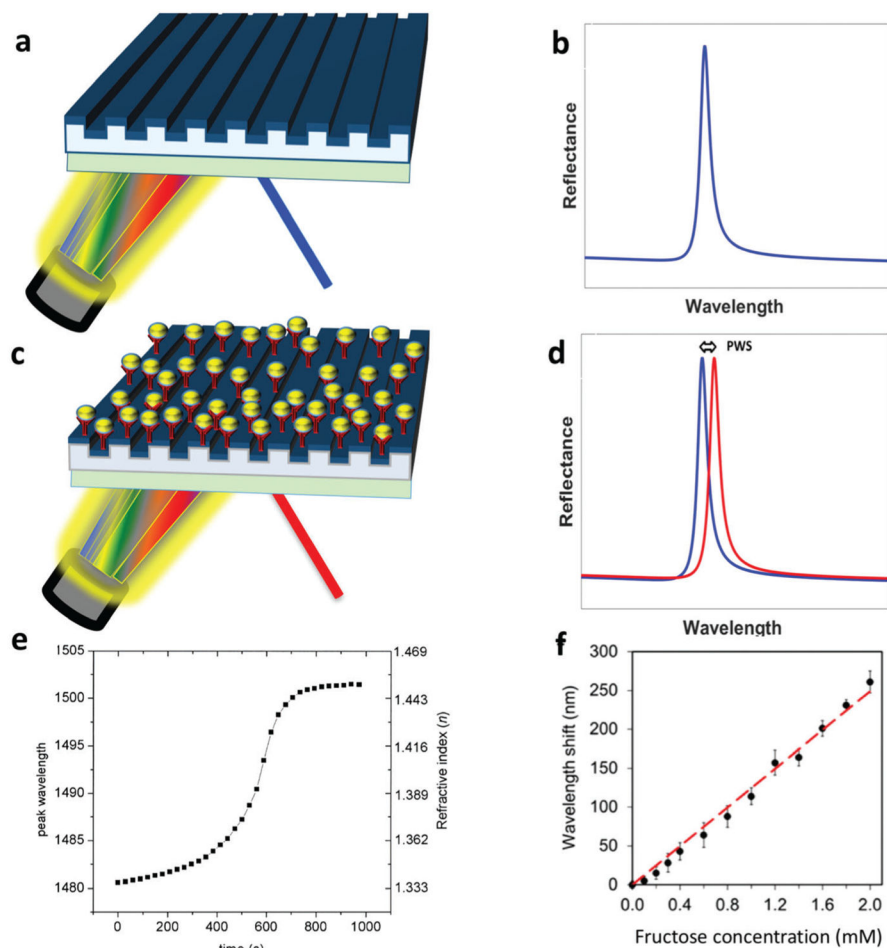 a
b
Reflectance
Wavelength
c
d
PWS
Reflectance
Wavelength
e
1505
1500
1495
1490
1485
1480
peak wavelength
1.469
1.443
1.416
1.389
1.362
1.333
Refractive index (n)
0 200 400 600 800 1000
time (s)
f
300
250
200
150
100
50
0
Wavelength shift (nm)
0.0 0.4 0.8 1.2 1.6 2.0
Fructose concentration (mM)